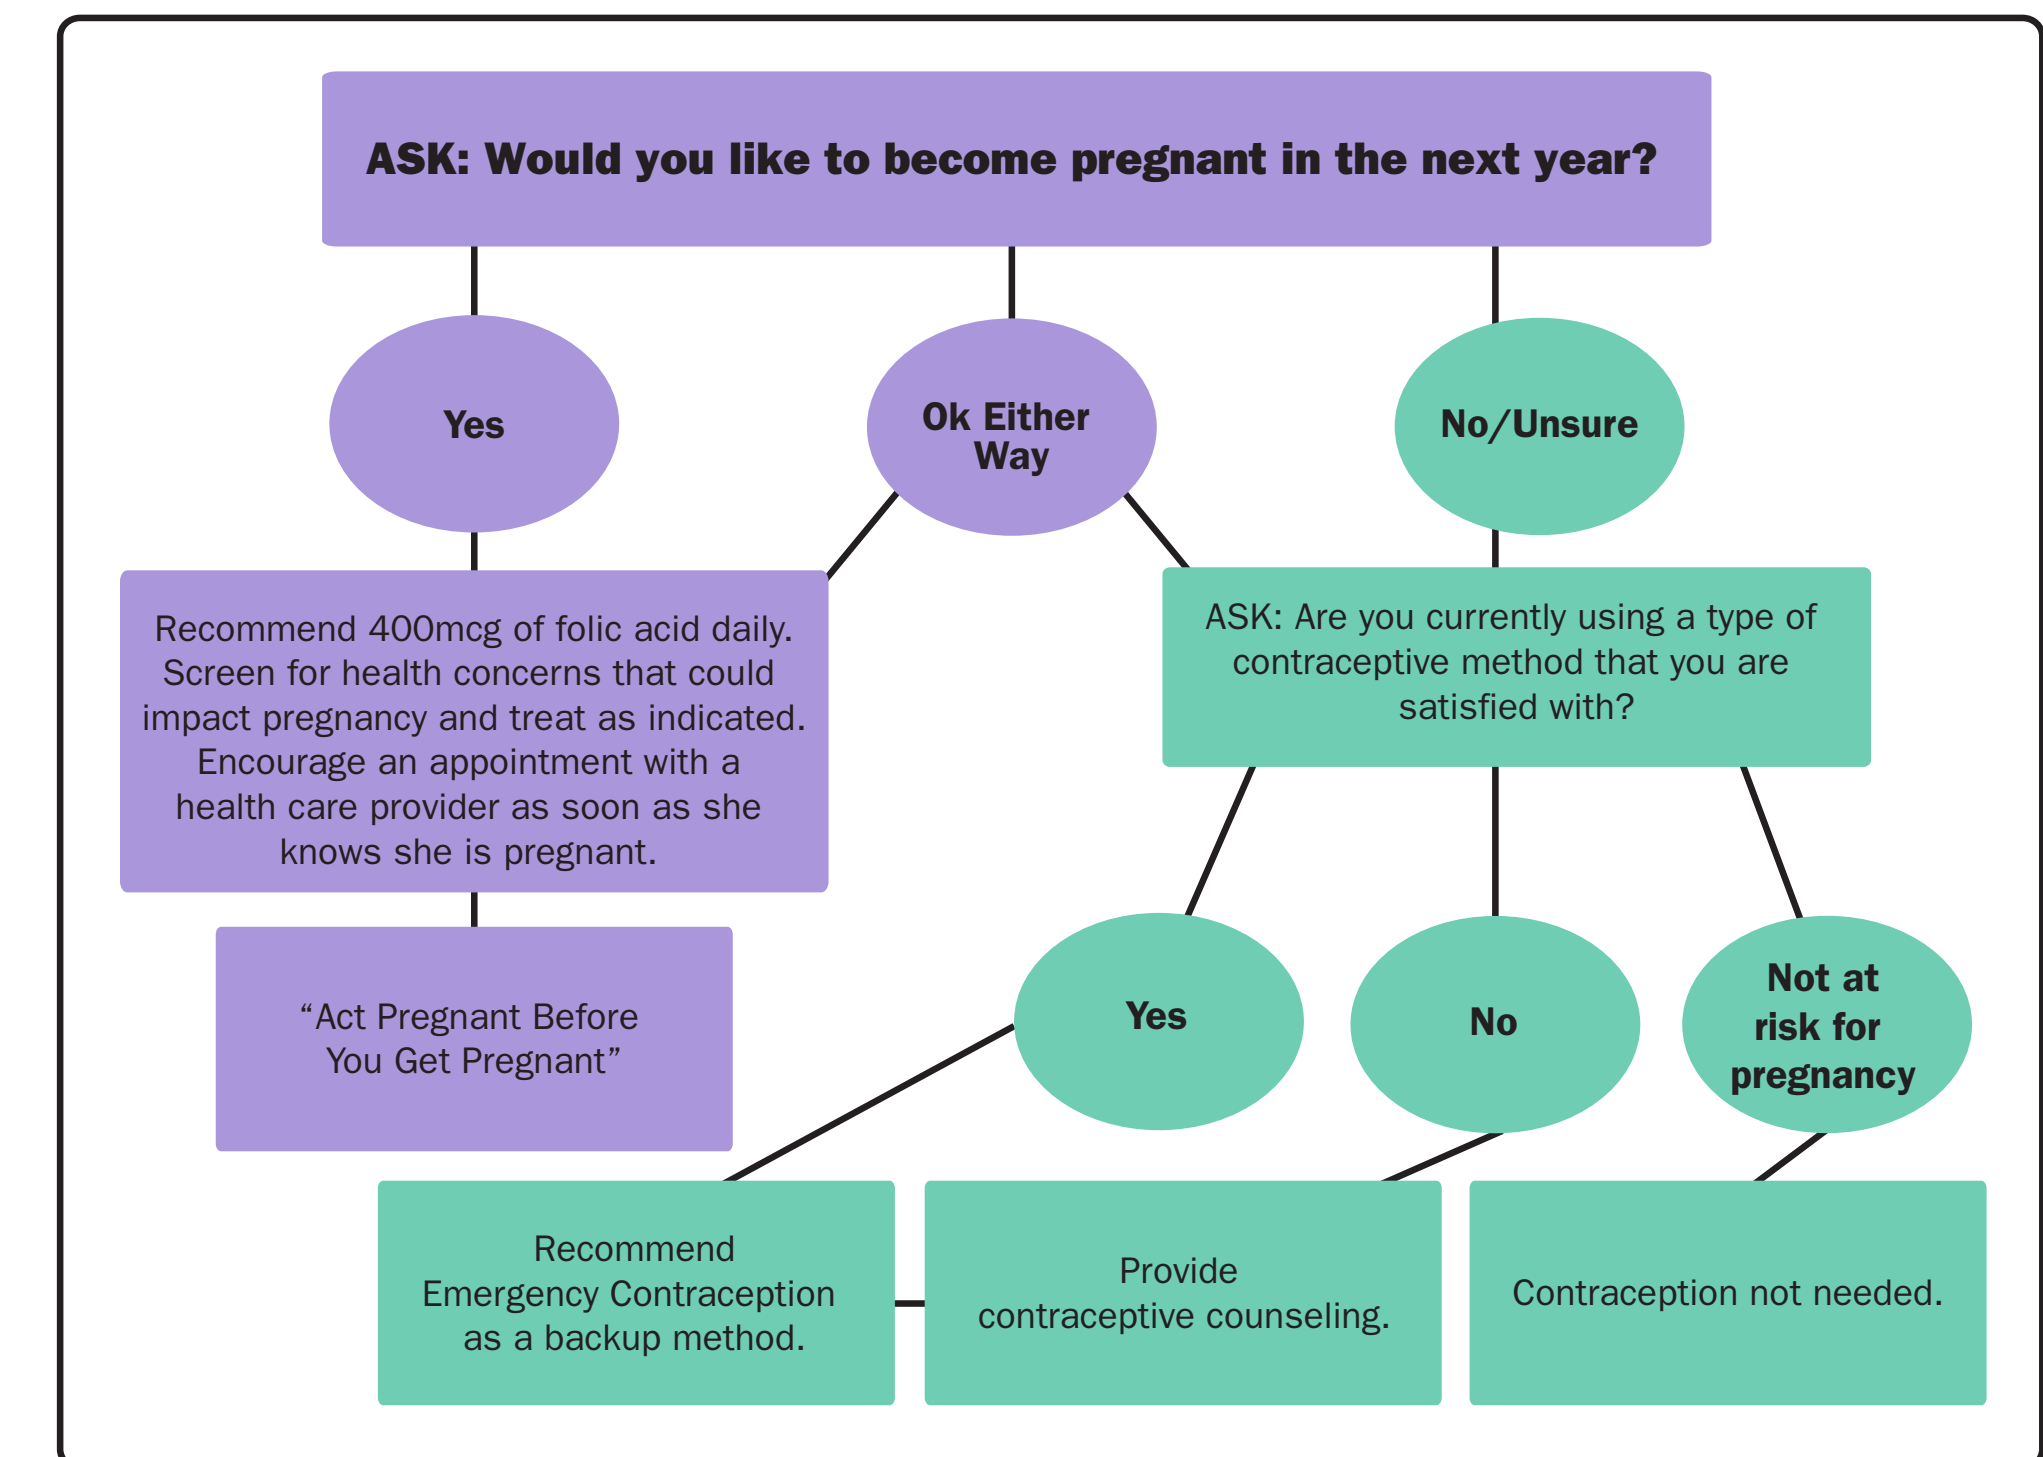 ASK: Would you like to become pregnant in the next year?
Yes
Ok Either
Way
No/Unsure
Recommend 400mcg of folic acid daily.
Screen for health concerns that could
impact pregnancy and treat as indicated.
Encourage an appointment with a
health care provider as soon as she
knows she is pregnant.
ASK: Are you currently using a type of
contraceptive method that you are
satisfied with?
“Act Pregnant Before
You Get Pregnant”
Yes
No
Not at
risk for
pregnancy
Recommend
Emergency Contraception
as a backup method.
Provide
contraceptive counseling.
Contraception not needed.